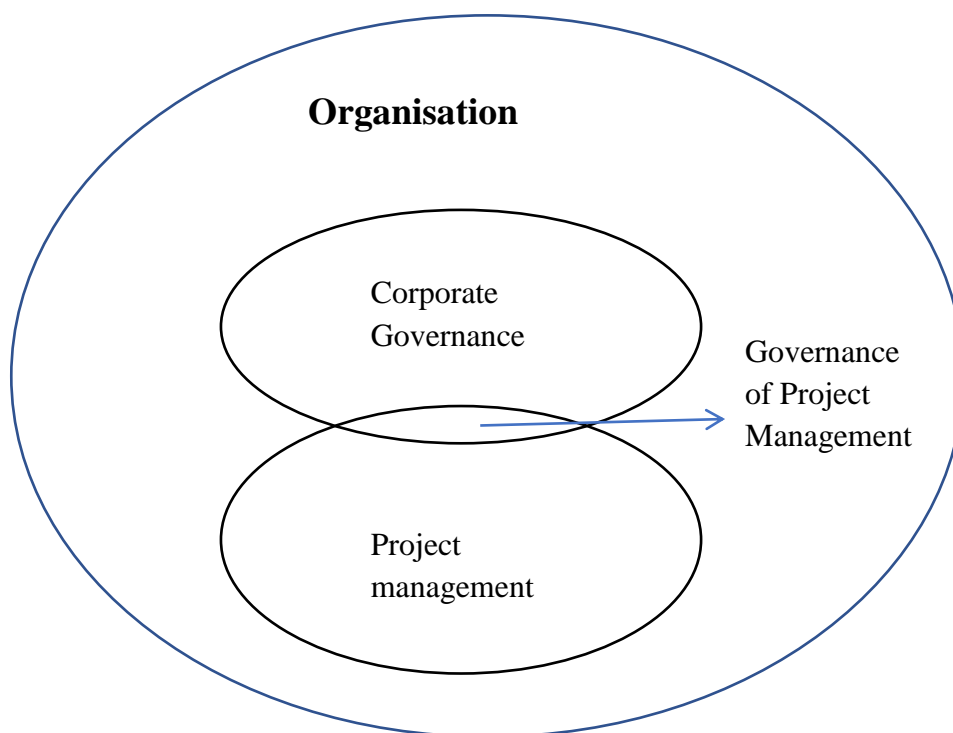 Organisation
Corporate
Governance
Governance
of Project
Management
Project
management